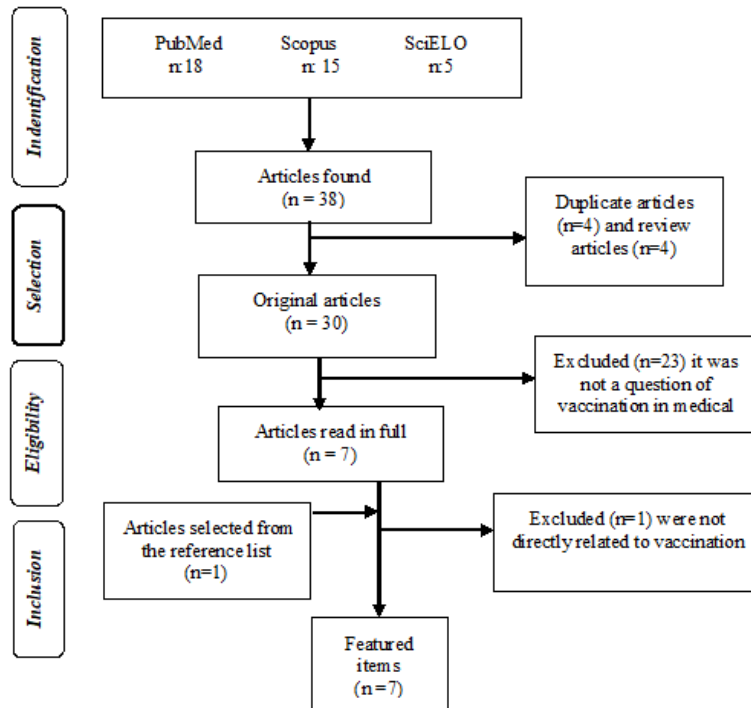 Indentification
PubMed
n:18
Scopus
n: 15
SciELO
n:5
Articles found
(n = 38)
Selection
Duplicate articles
(n=4) and review
articles (n=4)
Original articles
(n = 30)
Excluded (n=23) it was
not a question of
vaccination in medical
Eligibility
Articles read in full
(n = 7)
Articles selected from
the reference list
(n=1)
Excluded (n=1) were not
directly related to vaccination
Inclusion
Featured
items
(n = 7)